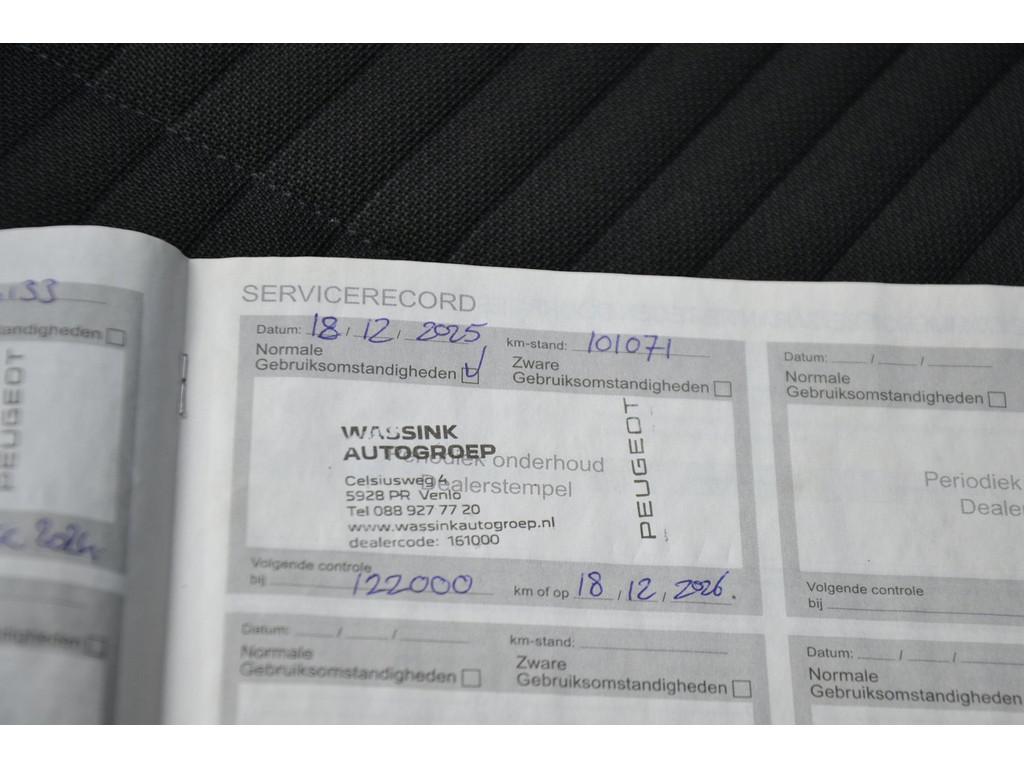 .33
andigheden
PEUGEOT
2024
SERVICERECORD
Datum: 18 / 12 / 2025 km-stand: 101071
Normale Zware
Gebruiksomstandigheden Gebruiksomstandigheden
WASSINK
AUTOGROEP
Periodiek onderhoud
Dealerstempel
Celsiusweg 4
5928 PR Venlo
Tel 088 927 77 20
www.wassinkautogroep.nl
dealercode: 161000
PEUGEOT
Volgende controle
bij 122000 km of op 18, 12, 2026.
Datum: / / km-stand:
Normale Zware
Gebruiksomstandigheden Gebruiksomstandigheden
Datum: / /
Normale
Gebruiksomstandigheden
Periodiek
Dealer
Volgende controle
bij
Datum: / /
Normale
Gebruiksomstandigheden